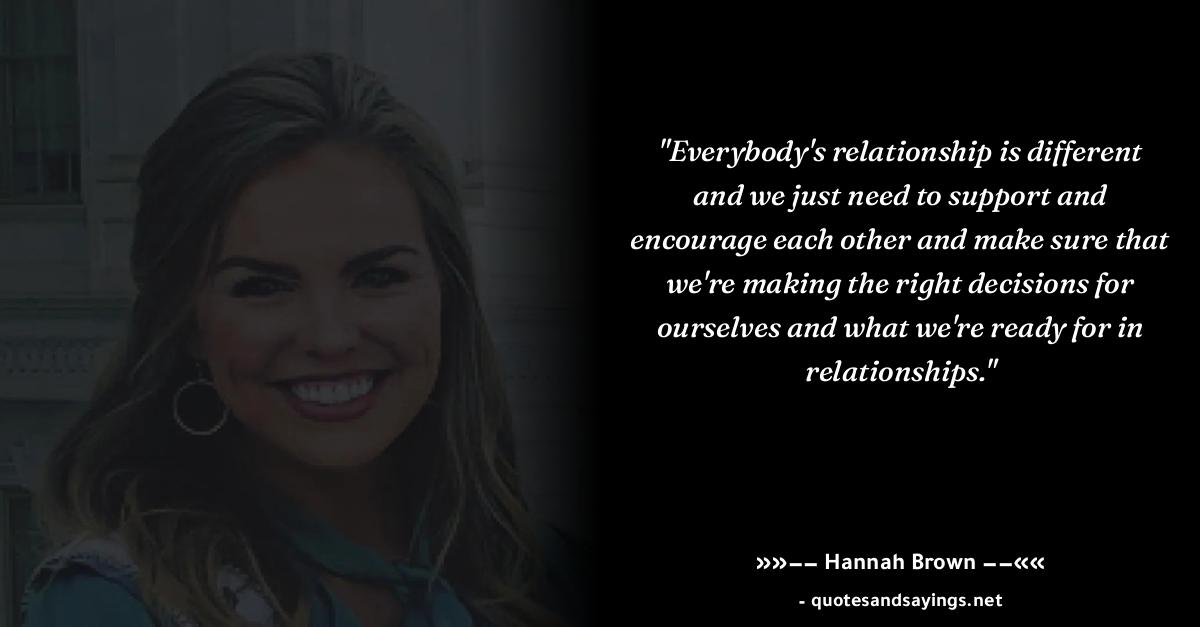 "Everybody's relationship is different
and we just need to support and
encourage each other and make sure that
we're making the right decisions for
ourselves and what we're ready for in
relationships."
»»−− Hannah Brown −−««
- quotesandsayings.net